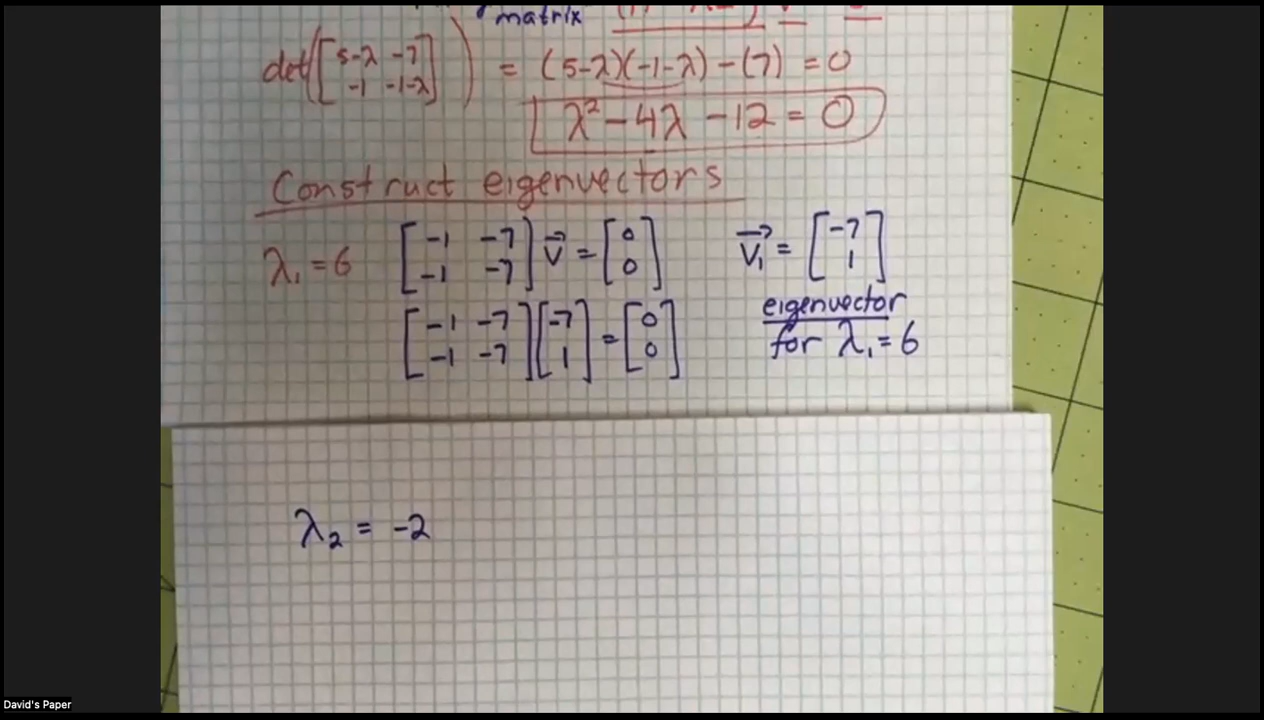 matrix
det([5-λ -7; -1 -1-λ]) = (5-λ)(-1-λ) - (7) = 0
λ² - 4λ - 12 = 0
Construct eigenvectors
λ₁ = 6 [-1 -7; -1 -7] v⃗ = [0; 0] v⃗₁ = [-7; 1]
[-1 -7; -1 -7][-7; 1] = [0; 0] eigenvector
for λ₁ = 6
λ₂ = -2
David's Paper